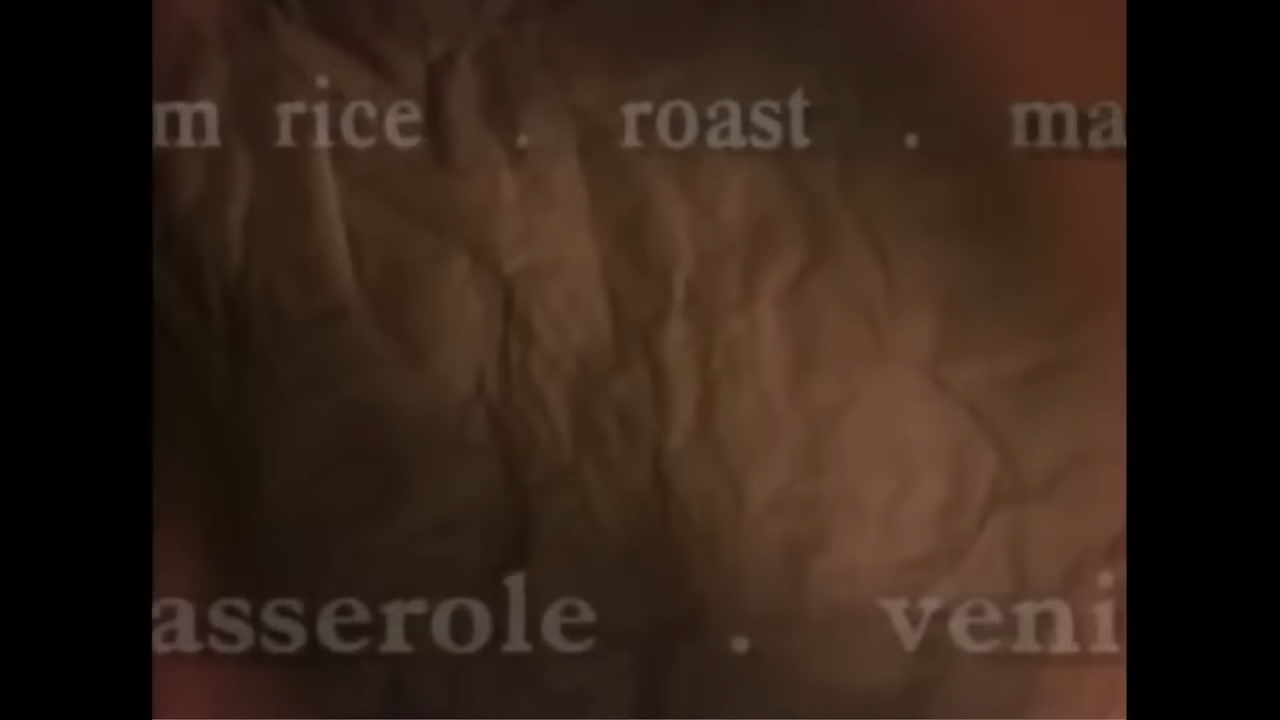 m rice . roast . ma
asserole . veni